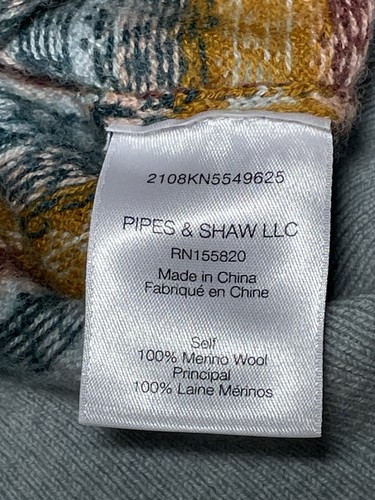 2108KN5549625
PIPES & SHAW LLC
RN155820
Made in China
Fabriqué en Chine
Self
100% Merino Wool
Principal
100% Laine Mérinos